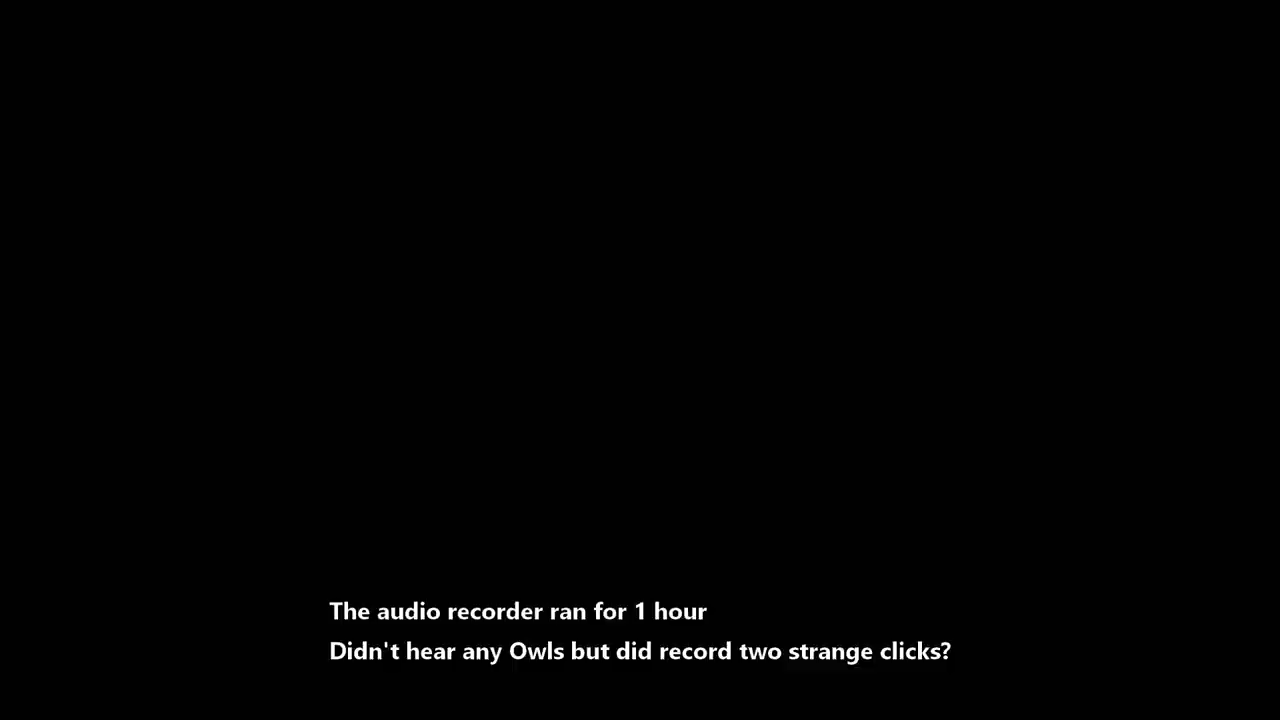 The audio recorder ran for 1 hour
Didn't hear any Owls but did record two strange clicks?